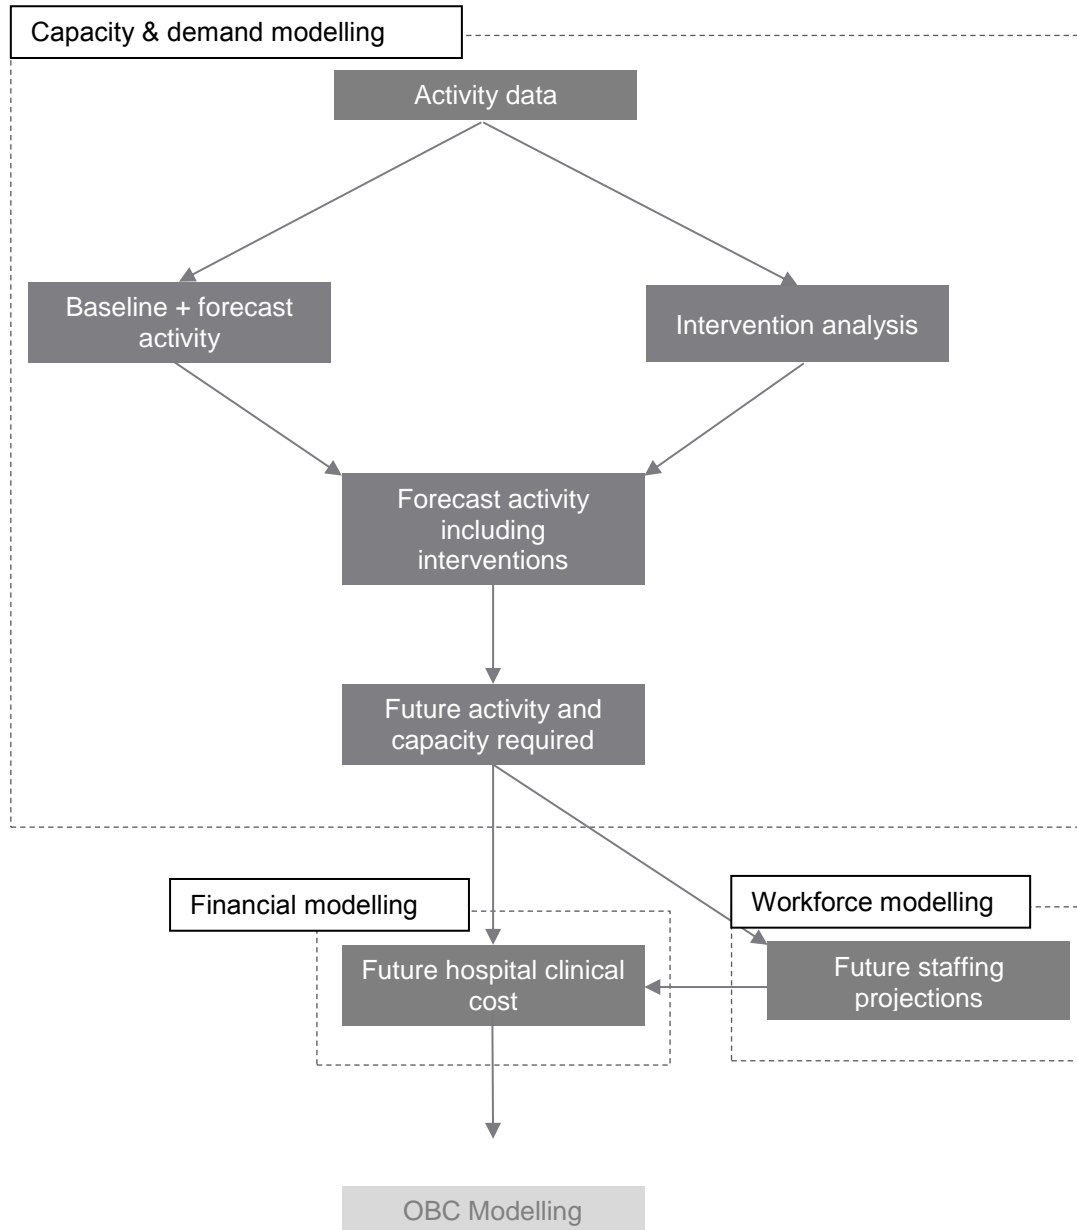 Capacity & demand modelling
Activity data
Baseline + forecast
activity
Intervention analysis
Forecast activity
including
interventions
Future activity and
capacity required
Financial modelling
Workforce modelling
Future hospital clinical
cost
Future staffing
projections
OBC Modelling